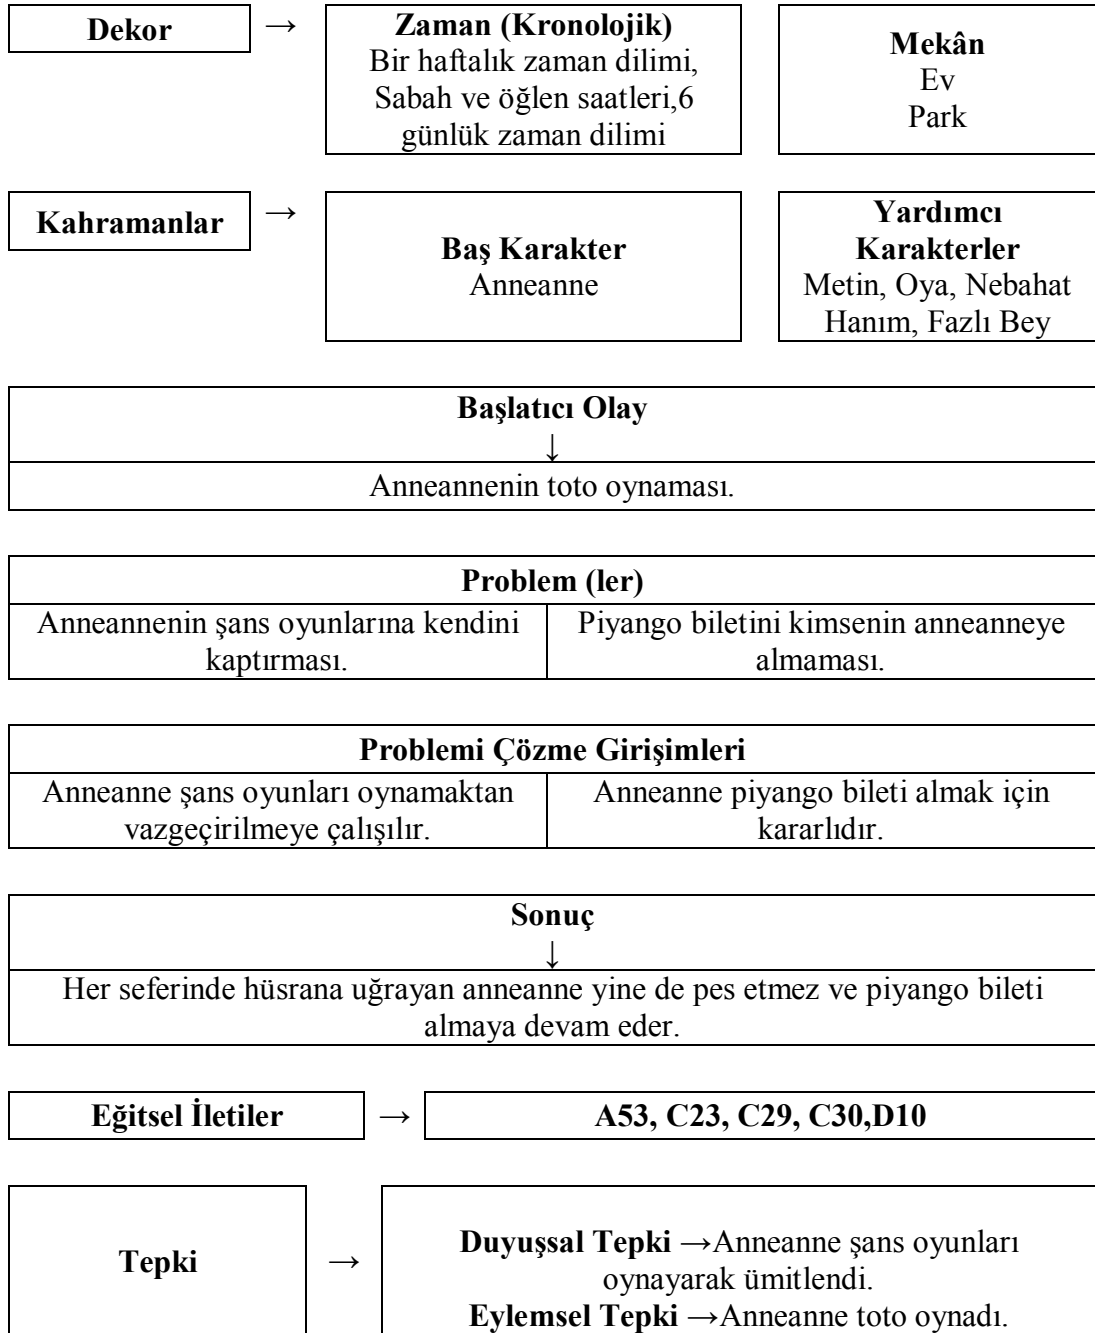 Dekor →
Zaman (Kronolojik)
Bir haftalık zaman dilimi,
Sabah ve öğlen saatleri,6
günlük zaman dilimi
Mekân
Ev
Park
Kahramanlar →
Baş Karakter
Anneanne
Yardımcı
Karakterler
Metin, Oya, Nebahat
Hanım, Fazlı Bey
Başlatıcı Olay
↓
Anneannenin toto oynaması.
Problem (ler)
Anneannenin şans oyunlarına kendini
kaptırması.
Piyango biletini kimsenin anneanneye
almaması.
Problemi Çözme Girişimleri
Anneanne şans oyunları oynamaktan
vazgeçirilmeye çalışılır.
Anneanne piyango bileti almak için
kararlıdır.
Sonuç
↓
Her seferinde hüsrana uğrayan anneanne yine de pes etmez ve piyango bileti
almaya devam eder.
Eğitsel İletiler →
A53, C23, C29, C30,D10
Tepki →
Duyuşsal Tepki →Anneanne şans oyunları
oynayarak ümitlendi.
Eylemsel Tepki →Anneanne toto oynadı.